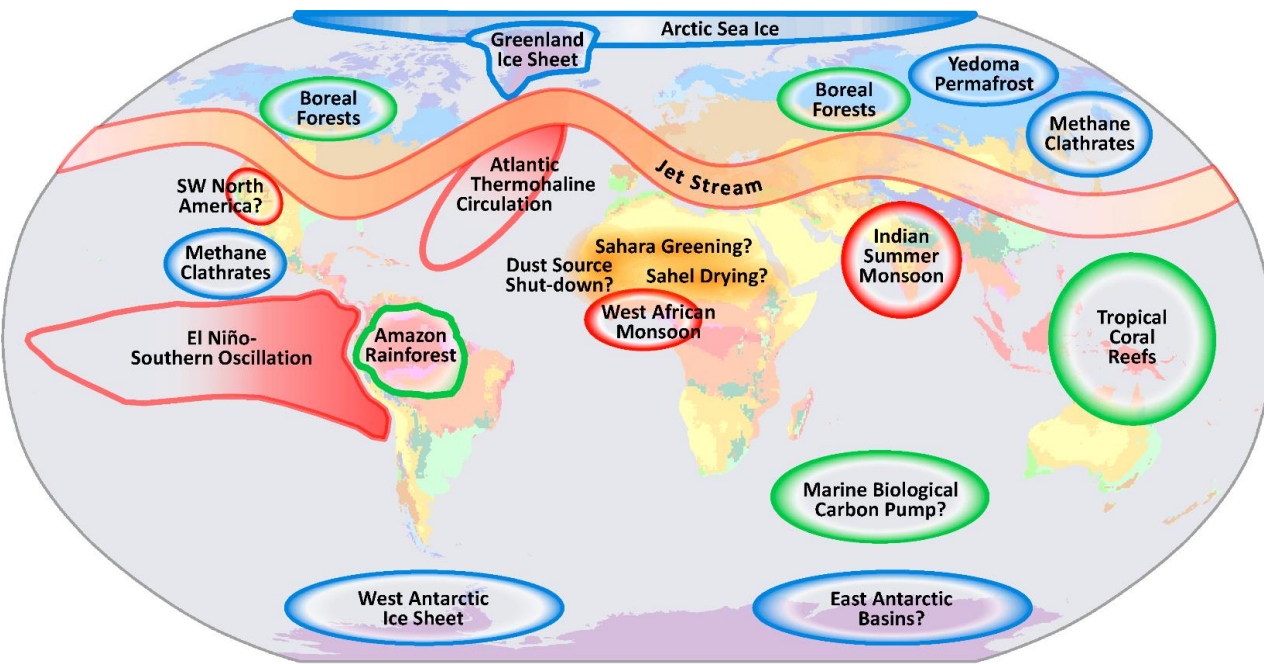 Arctic Sea Ice
Greenland
Ice Sheet
Yedoma
Permafrost
Boreal
Forests
Boreal
Forests
Methane
Clathrates
Atlantic
Thermohaline
Circulation
Jet Stream
SW North
America?
Methane
Clathrates
Sahara Greening?
Dust Source
Shut-down?
Sahel Drying?
Indian
Summer
Monsoon
West African
Monsoon
El Niño-
Southern Oscillation
Amazon
Rainforest
Tropical
Coral
Reefs
Marine Biological
Carbon Pump?
West Antarctic
Ice Sheet
East Antarctic
Basins?